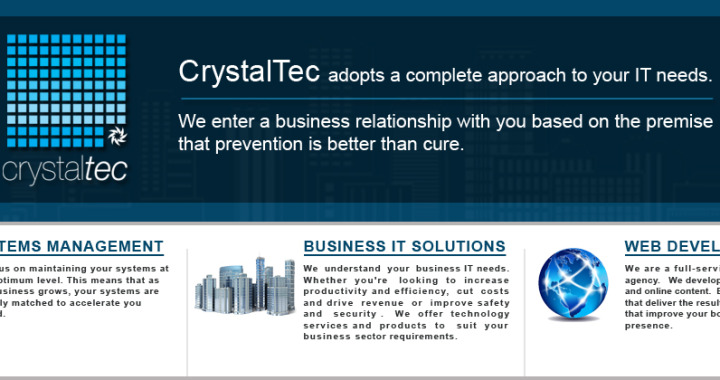 CrystalTec adopts a complete approach to your IT needs.
We enter a business relationship with you based on the premise
that prevention is better than cure.
crystaltec
TEMS MANAGEMENT
us on maintaining your systems at
ptimum level. This means that as
usiness grows, your systems are
ly matched to accelerate you
d.
BUSINESS IT SOLUTIONS
We understand your business IT needs.
Whether you're looking to increase
productivity and efficiency, cut costs
and drive revenue or improve safety
and security . We offer technology
services and products to suit your
business sector requirements.
WEB DEVEL
We are a full-servi
agency. We develop
and online content. E
that deliver the result
that improve your bo
presence.